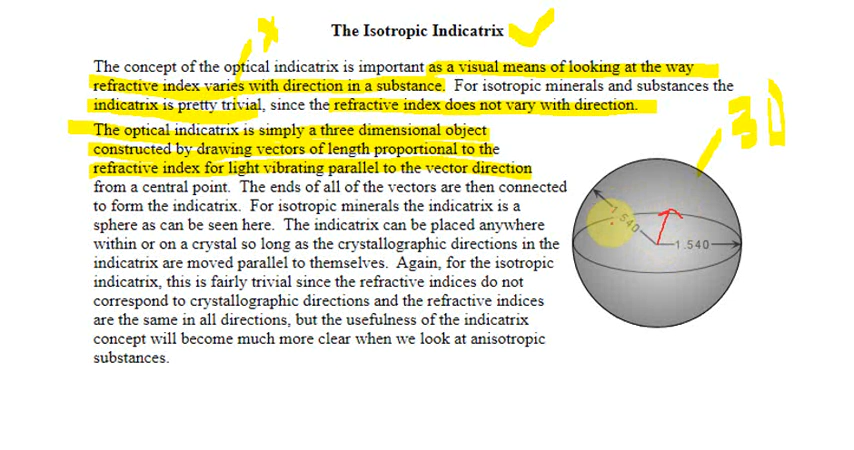 The Isotropic Indicatrix
The concept of the optical indicatrix is important as a visual means of looking at the way
refractive index varies with direction in a substance. For isotropic minerals and substances the
indicatrix is pretty trivial, since the refractive index does not vary with direction.
The optical indicatrix is simply a three dimensional object
constructed by drawing vectors of length proportional to the
refractive index for light vibrating parallel to the vector direction
from a central point. The ends of all of the vectors are then connected
to form the indicatrix. For isotropic minerals the indicatrix is a
sphere as can be seen here. The indicatrix can be placed anywhere
within or on a crystal so long as the crystallographic directions in the
indicatrix are moved parallel to themselves. Again, for the isotropic
indicatrix, this is fairly trivial since the refractive indices do not
correspond to crystallographic directions and the refractive indices
are the same in all directions, but the usefulness of the indicatrix
concept will become much more clear when we look at anisotropic
substances.
3D
1.540
1.540